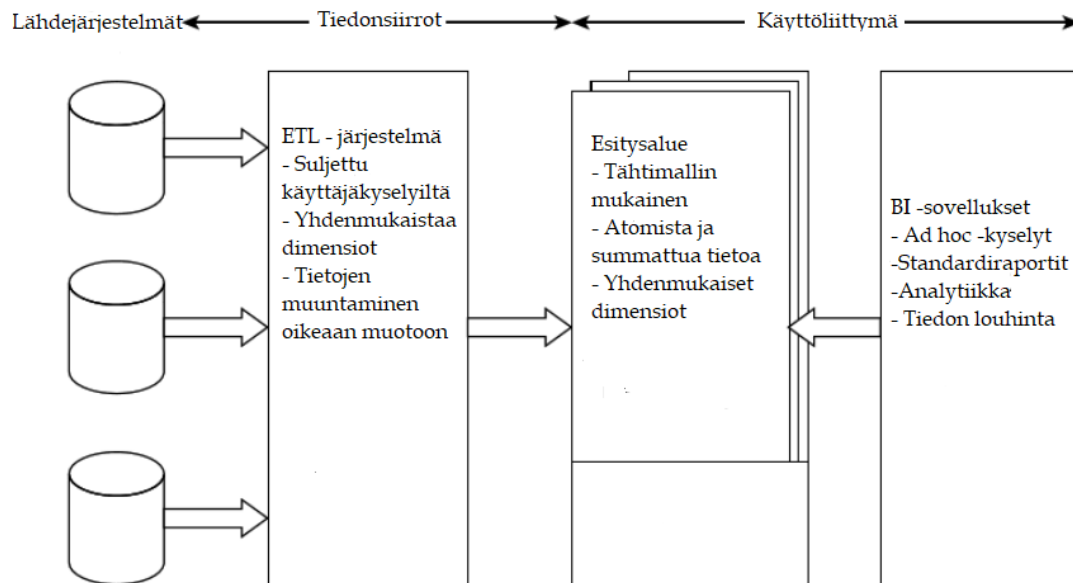 Lähdejärjestelmät
Tiedonsiirrot
Käyttöliittymä
ETL - järjestelmä
- Suljettu
käyttäjäkyselyiltä
- Yhdenmukaistaa
dimensiot
- Tietojen
muuntaminen
oikeaan muotoon
Esitysalue
- Tähtimallin
mukainen
- Atomista ja
summattua tietoa
- Yhdenmukaiset
dimensiot
BI -sovellukset
- Ad hoc -kyselyt
-Standardiraportit
-Analytiikka
- Tiedon louhinta